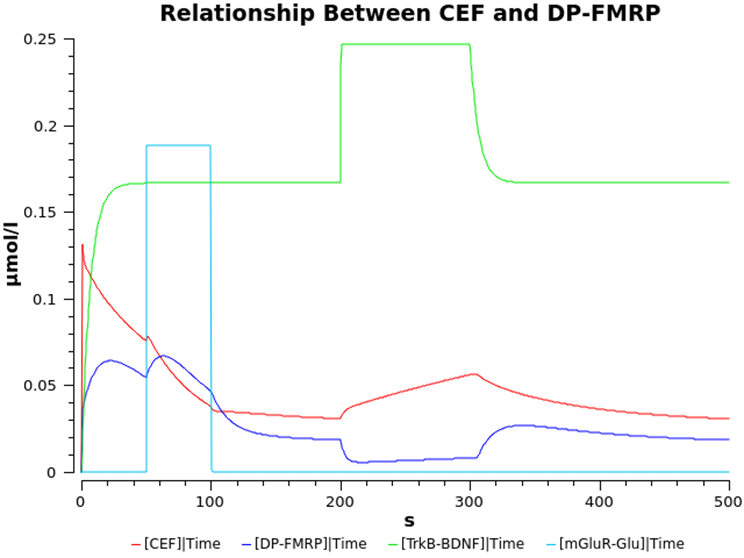 Relationship Between CEF and DP-FMRP
0.25
0.2
0.15
0.1
0.05
0
µmol/l
0 100 200 300 400 500
s
[CEF]|Time [DP-FMRP]|Time [TrkB-BDNF]|Time [mGluR-Glu]|Time